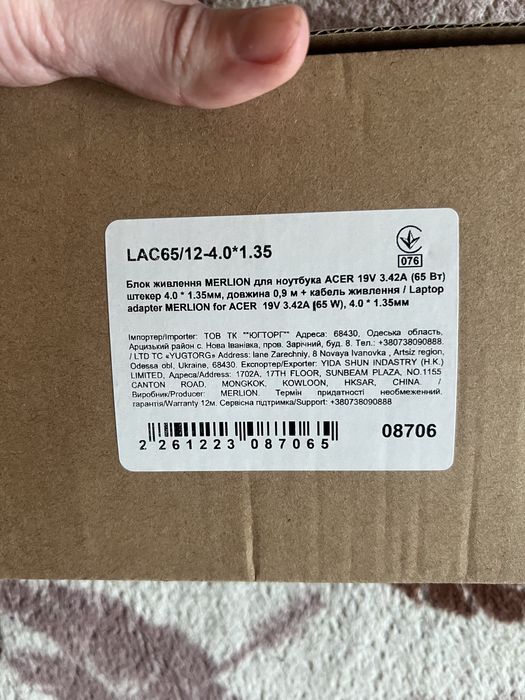 LAC65/12-4.0*1.35
076
Блок живлення MERLION для ноутбука ACER 19V 3.42A (65 Вт)
штекер 4.0 * 1.35мм, довжина 0,9 м + кабель живлення / Laptop
adapter MERLION for ACER 19V 3.42A (65 W), 4.0 * 1.35мм
Імпортер/Importer: ТОВ ТК ""ЮГТОРГ"" Адреса: 68430, Одеська область,
Арцизький район с. Нова Іванівка, пров. Зарічний, буд. 8. Тел.: +380738090888.
/ LTD TC «YUGTORG» Address: lane Zarechniy, 8 Novaya Ivanovka , Artsiz region,
Odessa obl, Ukraine, 68430. Експортер/Exporter: YIDA SHUN INDASTRY (H.K.)
LIMITED, Адреса/Address: 1702A, 17TH FLOOR, SUNBEAM PLAZA, NO.1155
CANTON ROAD, MONGKOK, KOWLOON, HKSAR, CHINA. /
Виробник/Producer: MERLION. Термін придатності необмежений.
гарантія/Warranty 12м. Сервісна підтримка/Support: +380738090888
2 261223 087065
08706